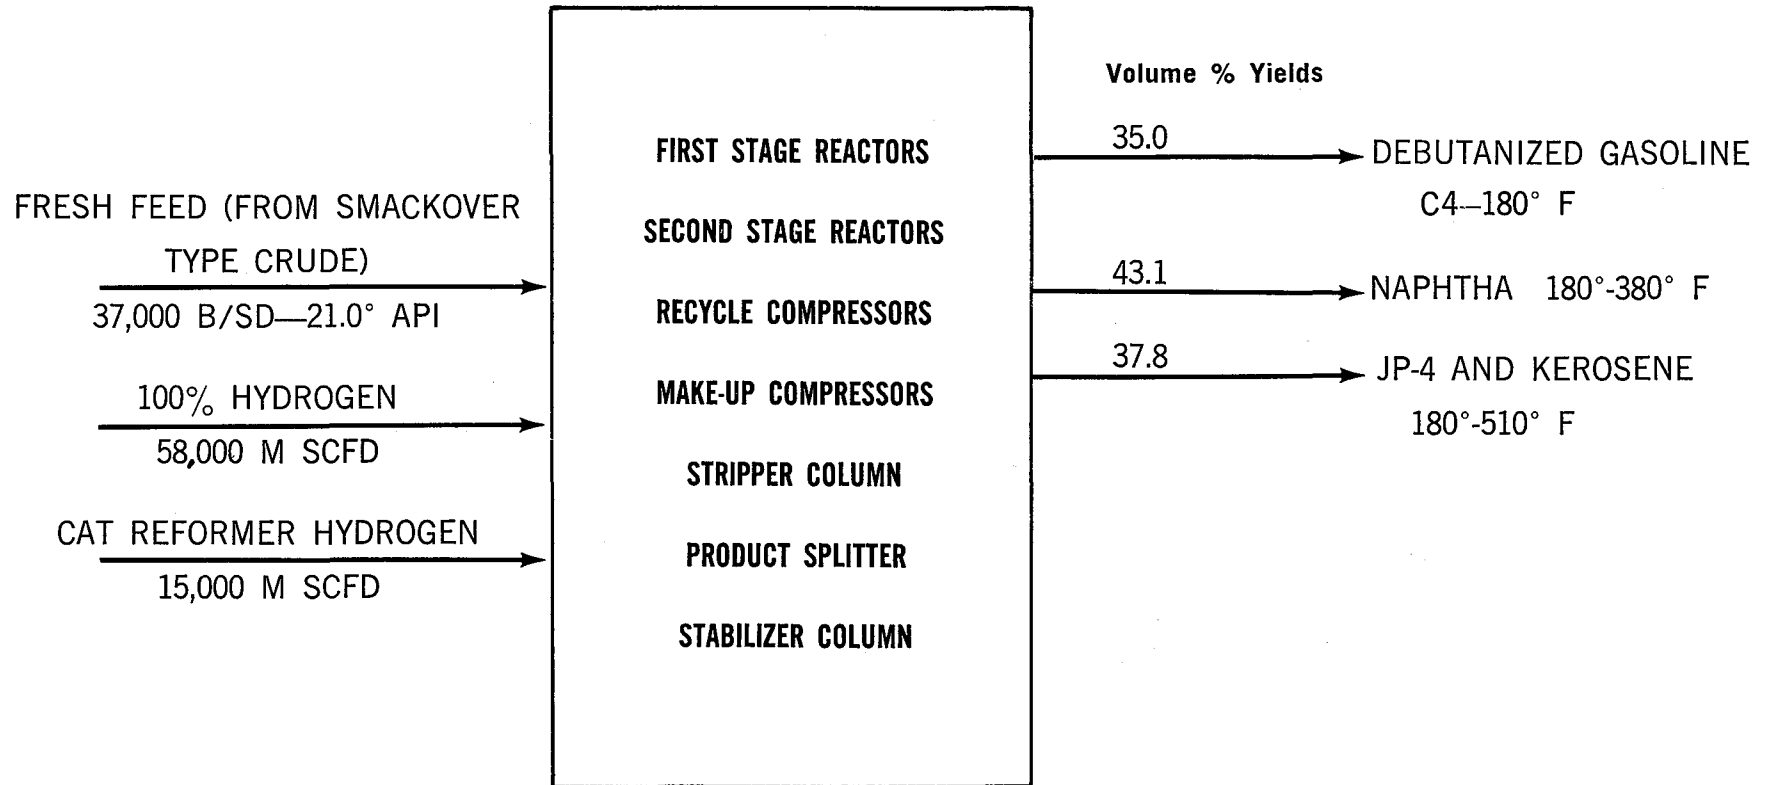 FRESH FEED (FROM SMACKOVER
TYPE CRUDE)
37,000 B/SD—21.0° API
100% HYDROGEN
58,000 M SCFD
CAT REFORMER HYDROGEN
15,000 M SCFD
FIRST STAGE REACTORS
SECOND STAGE REACTORS
RECYCLE COMPRESSORS
MAKE-UP COMPRESSORS
STRIPPER COLUMN
PRODUCT SPLITTER
STABILIZER COLUMN
Volume % Yields
35.0
DEBUTANIZED GASOLINE
C4—180° F
43.1
NAPHTHA 180°-380° F
37.8
JP-4 AND KEROSENE
180°-510° F